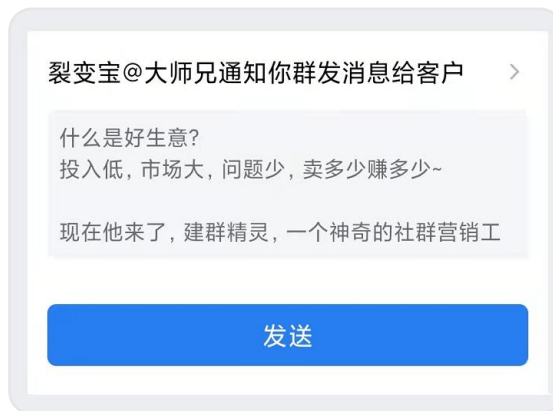 裂变宝@大师兄通知你群发消息给客户
什么是好生意?
投入低, 市场大, 问题少, 卖多少赚多少~
现在他来了, 建群精灵, 一个神奇的社群营销工
发送